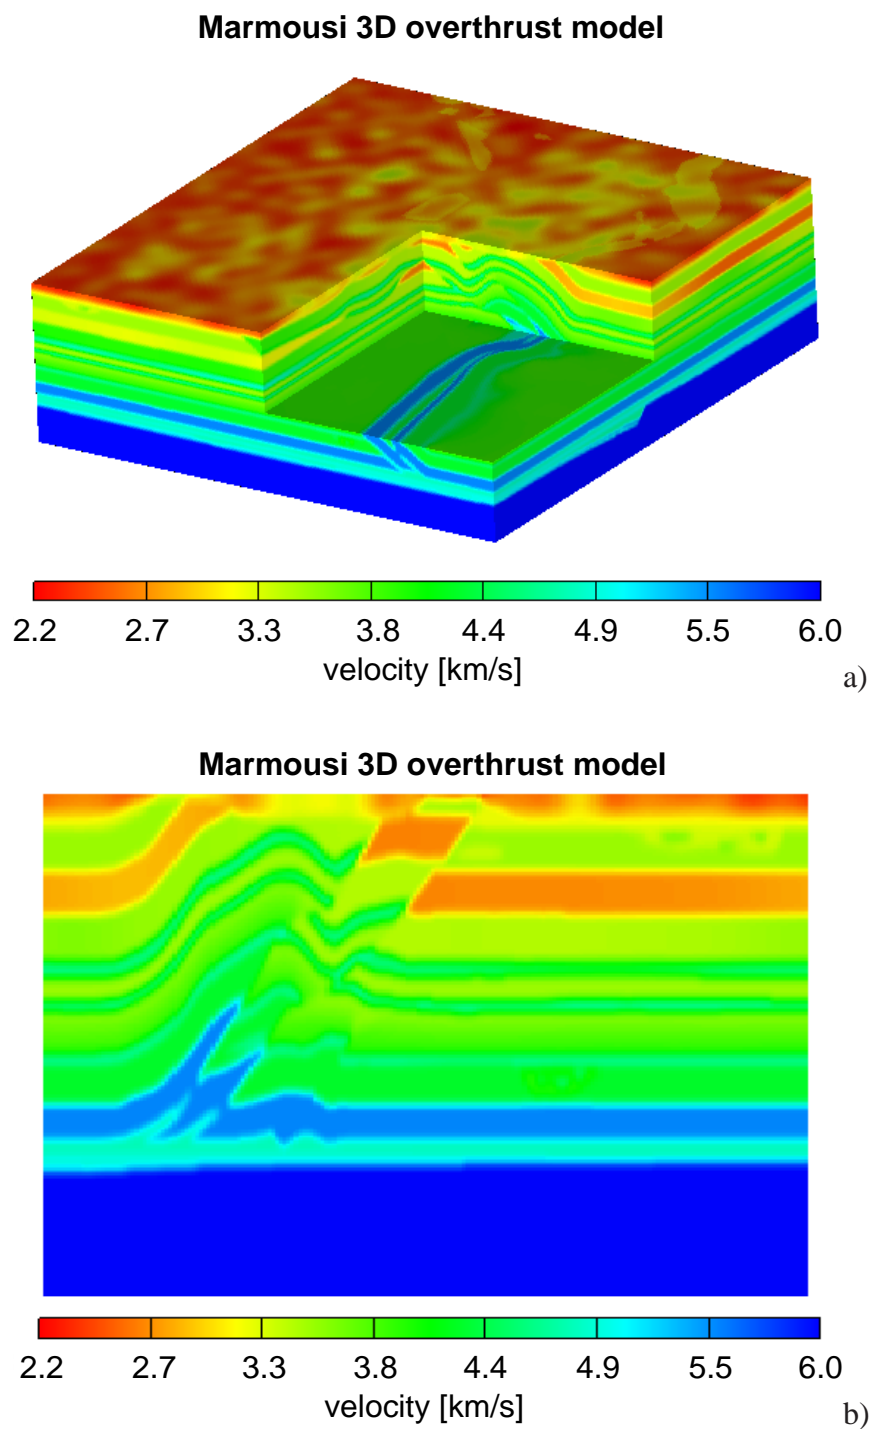 Marmousi 3D overthrust model
2.2 2.7 3.3 3.8 4.4 4.9 5.5 6.0
velocity [km/s]
a)
Marmousi 3D overthrust model
2.2 2.7 3.3 3.8 4.4 4.9 5.5 6.0
velocity [km/s]
b)